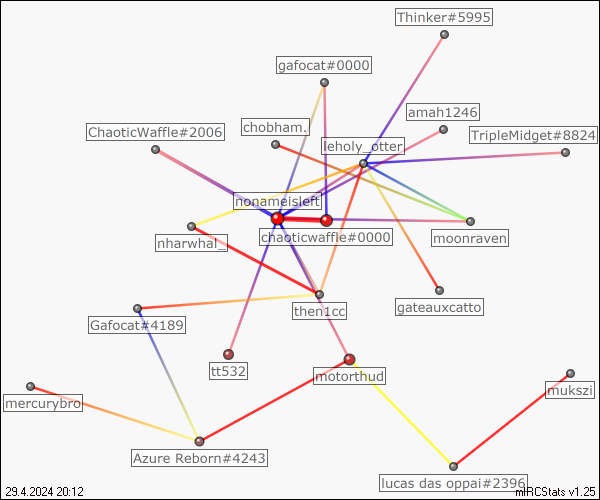 Thinker#5995
gafocat#0000
amah1246
chobham.
ChaoticWaffle#2006
TripleMidget#8824
leholy_otter
nonameisleft
chaoticwaffle#0000
moonraven
nharwhal_
then1cc
gateauxcatto
Gafocat#4189
tt532
motorthud
mukszi
mercurybro
Azure Reborn#4243
lucas das oppai#2396
29.4.2024 20:12
mIRCStats v1.25